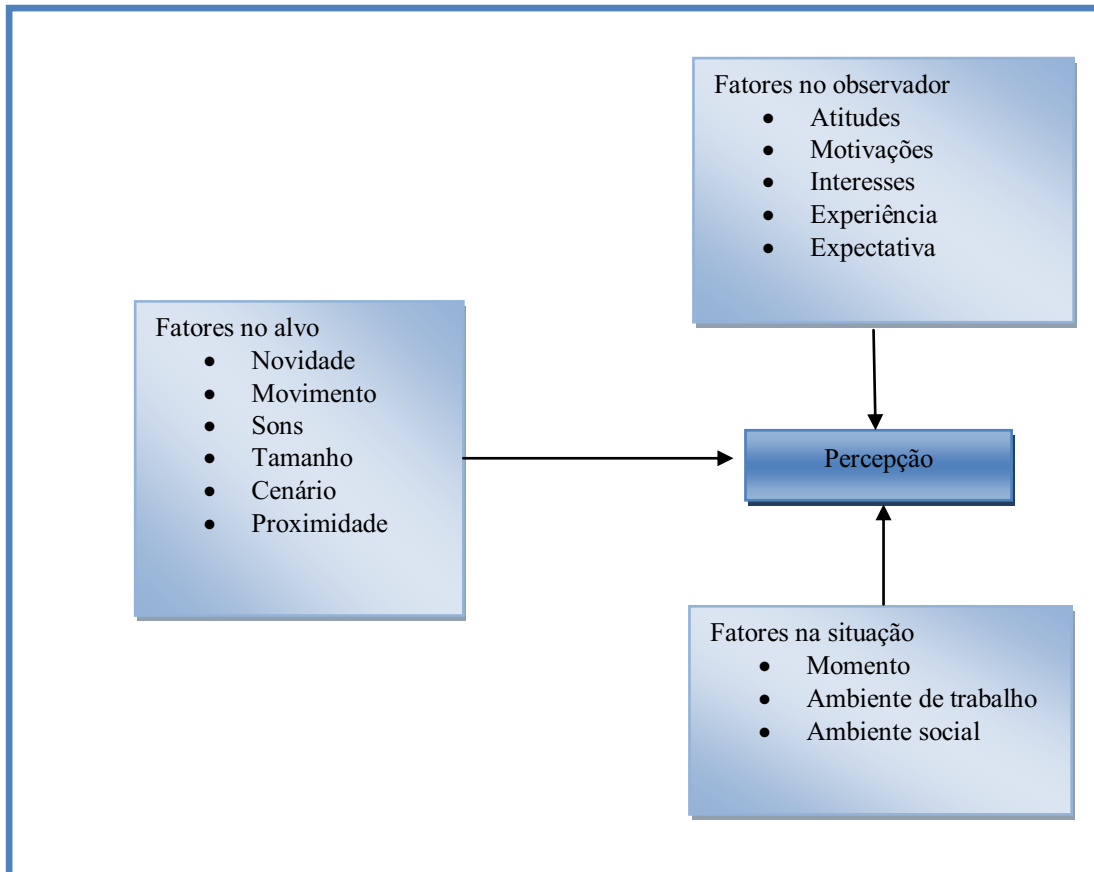 Fatores no observador
• Atitudes
• Motivações
• Interesses
• Experiência
• Expectativa
Fatores no alvo
• Novidade
• Movimento
• Sons
• Tamanho
• Cenário
• Proximidade
Percepção
Fatores na situação
• Momento
• Ambiente de trabalho
• Ambiente social